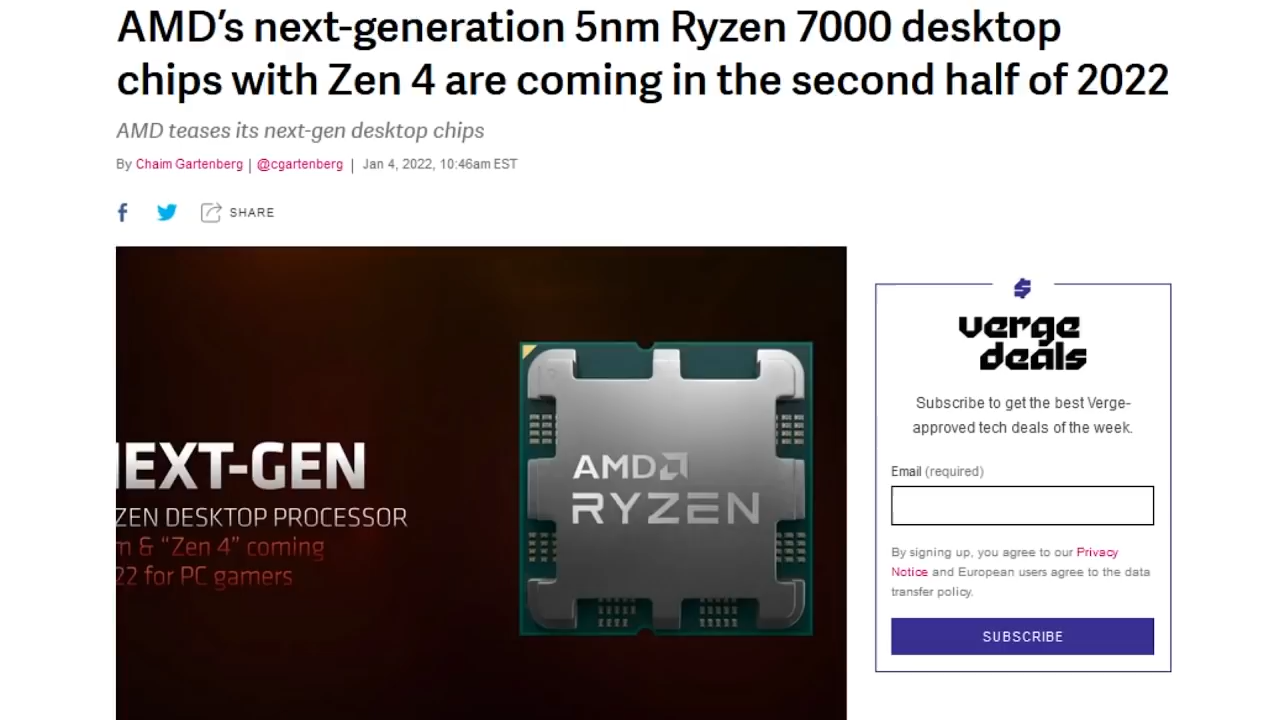 AMD’s next-generation 5nm Ryzen 7000 desktop
chips with Zen 4 are coming in the second half of 2022
AMD teases its next-gen desktop chips
By Chaim Gartenberg | @cgartenberg | Jan 4, 2022, 10:46am EST
SHARE
EXT-GEN
ZEN DESKTOP PROCESSOR
& “Zen 4” coming
22 for PC gamers
AMD
RYZEN
verge
deals
Subscribe to get the best Verge-
approved tech deals of the week.
Email (required)
By signing up, you agree to our Privacy
Notice and European users agree to the data
transfer policy.
SUBSCRIBE